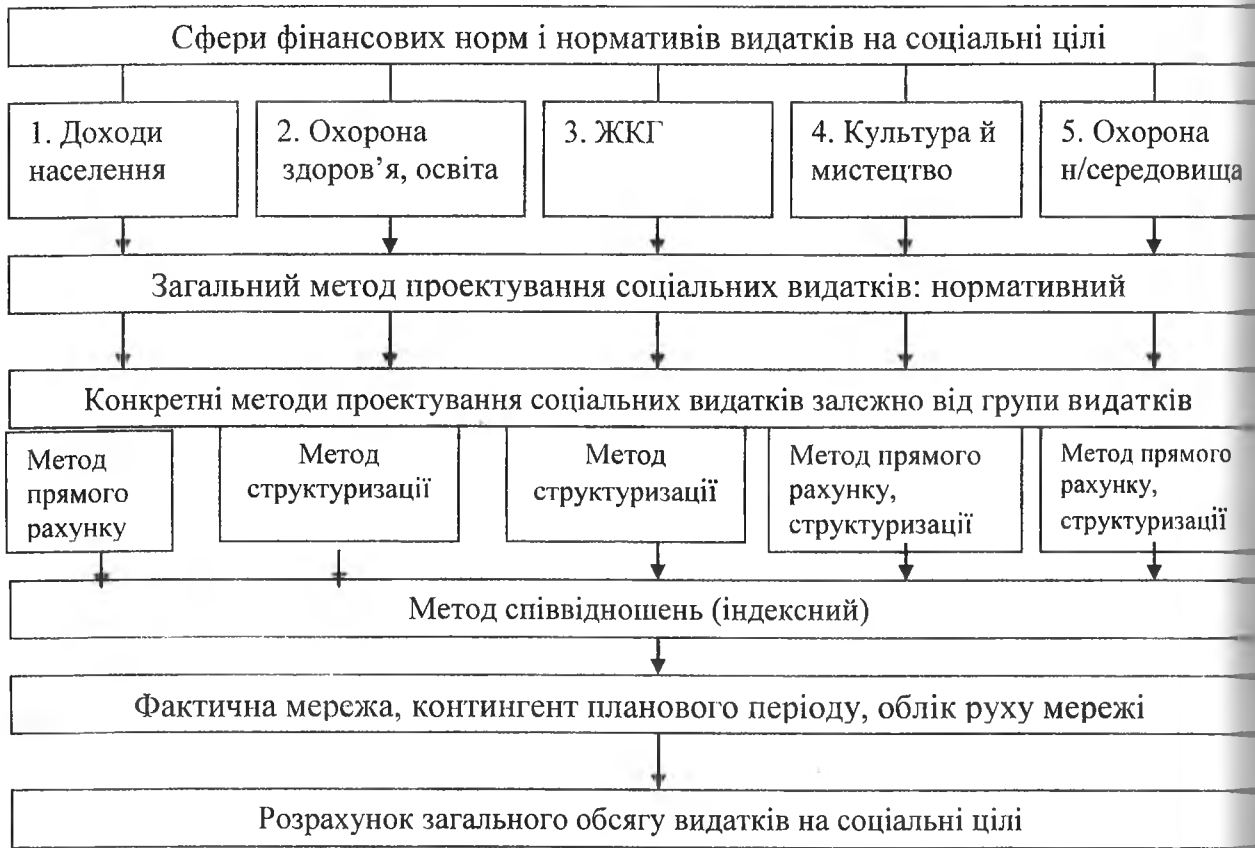 Сфери фінансових норм і нормативів видатків на соціальні цілі
1. Доходи
населення
2. Охорона
здоров’я, освіта
3. ЖКГ
4. Культура й
мистецтво
5. Охорона
н/середовища
Загальний метод проектування соціальних видатків: нормативний
Конкретні методи проектування соціальних видатків залежно від групи видатків
Метод
прямого
рахунку
Метод
структуризації
Метод
структуризації
Метод прямого
рахунку,
структуризації
Метод прямого
рахунку,
структуризації
Метод співвідношень (індексний)
Фактична мережа, контингент планового періоду, облік руху мережі
Розрахунок загального обсягу видатків на соціальні цілі